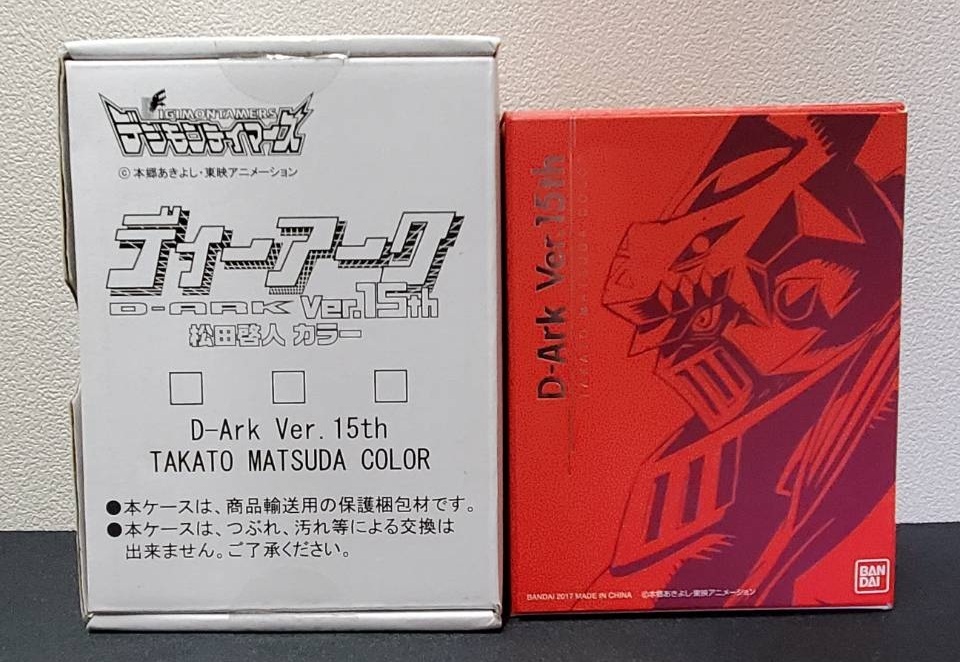 DIGIMONTAMERS
デジモンテイマーズ
© 本郷あきよし・東映アニメーション
ディーアーク
D-ARK Ver.15th
松田啓人 カラー
D-Ark Ver. 15th
TAKATO MATSUDA COLOR
●本ケースは、商品輸送用の保護梱包材です。
●本ケースは、つぶれ、汚れ等による交換は
出来ません。ご了承ください。
D-Ark Ver.15th
TAKATO MATSUDA COLOR
BANDAI 2017 MADE IN CHINA ©本郷あきよし・東映アニメーション
BAN
DAI